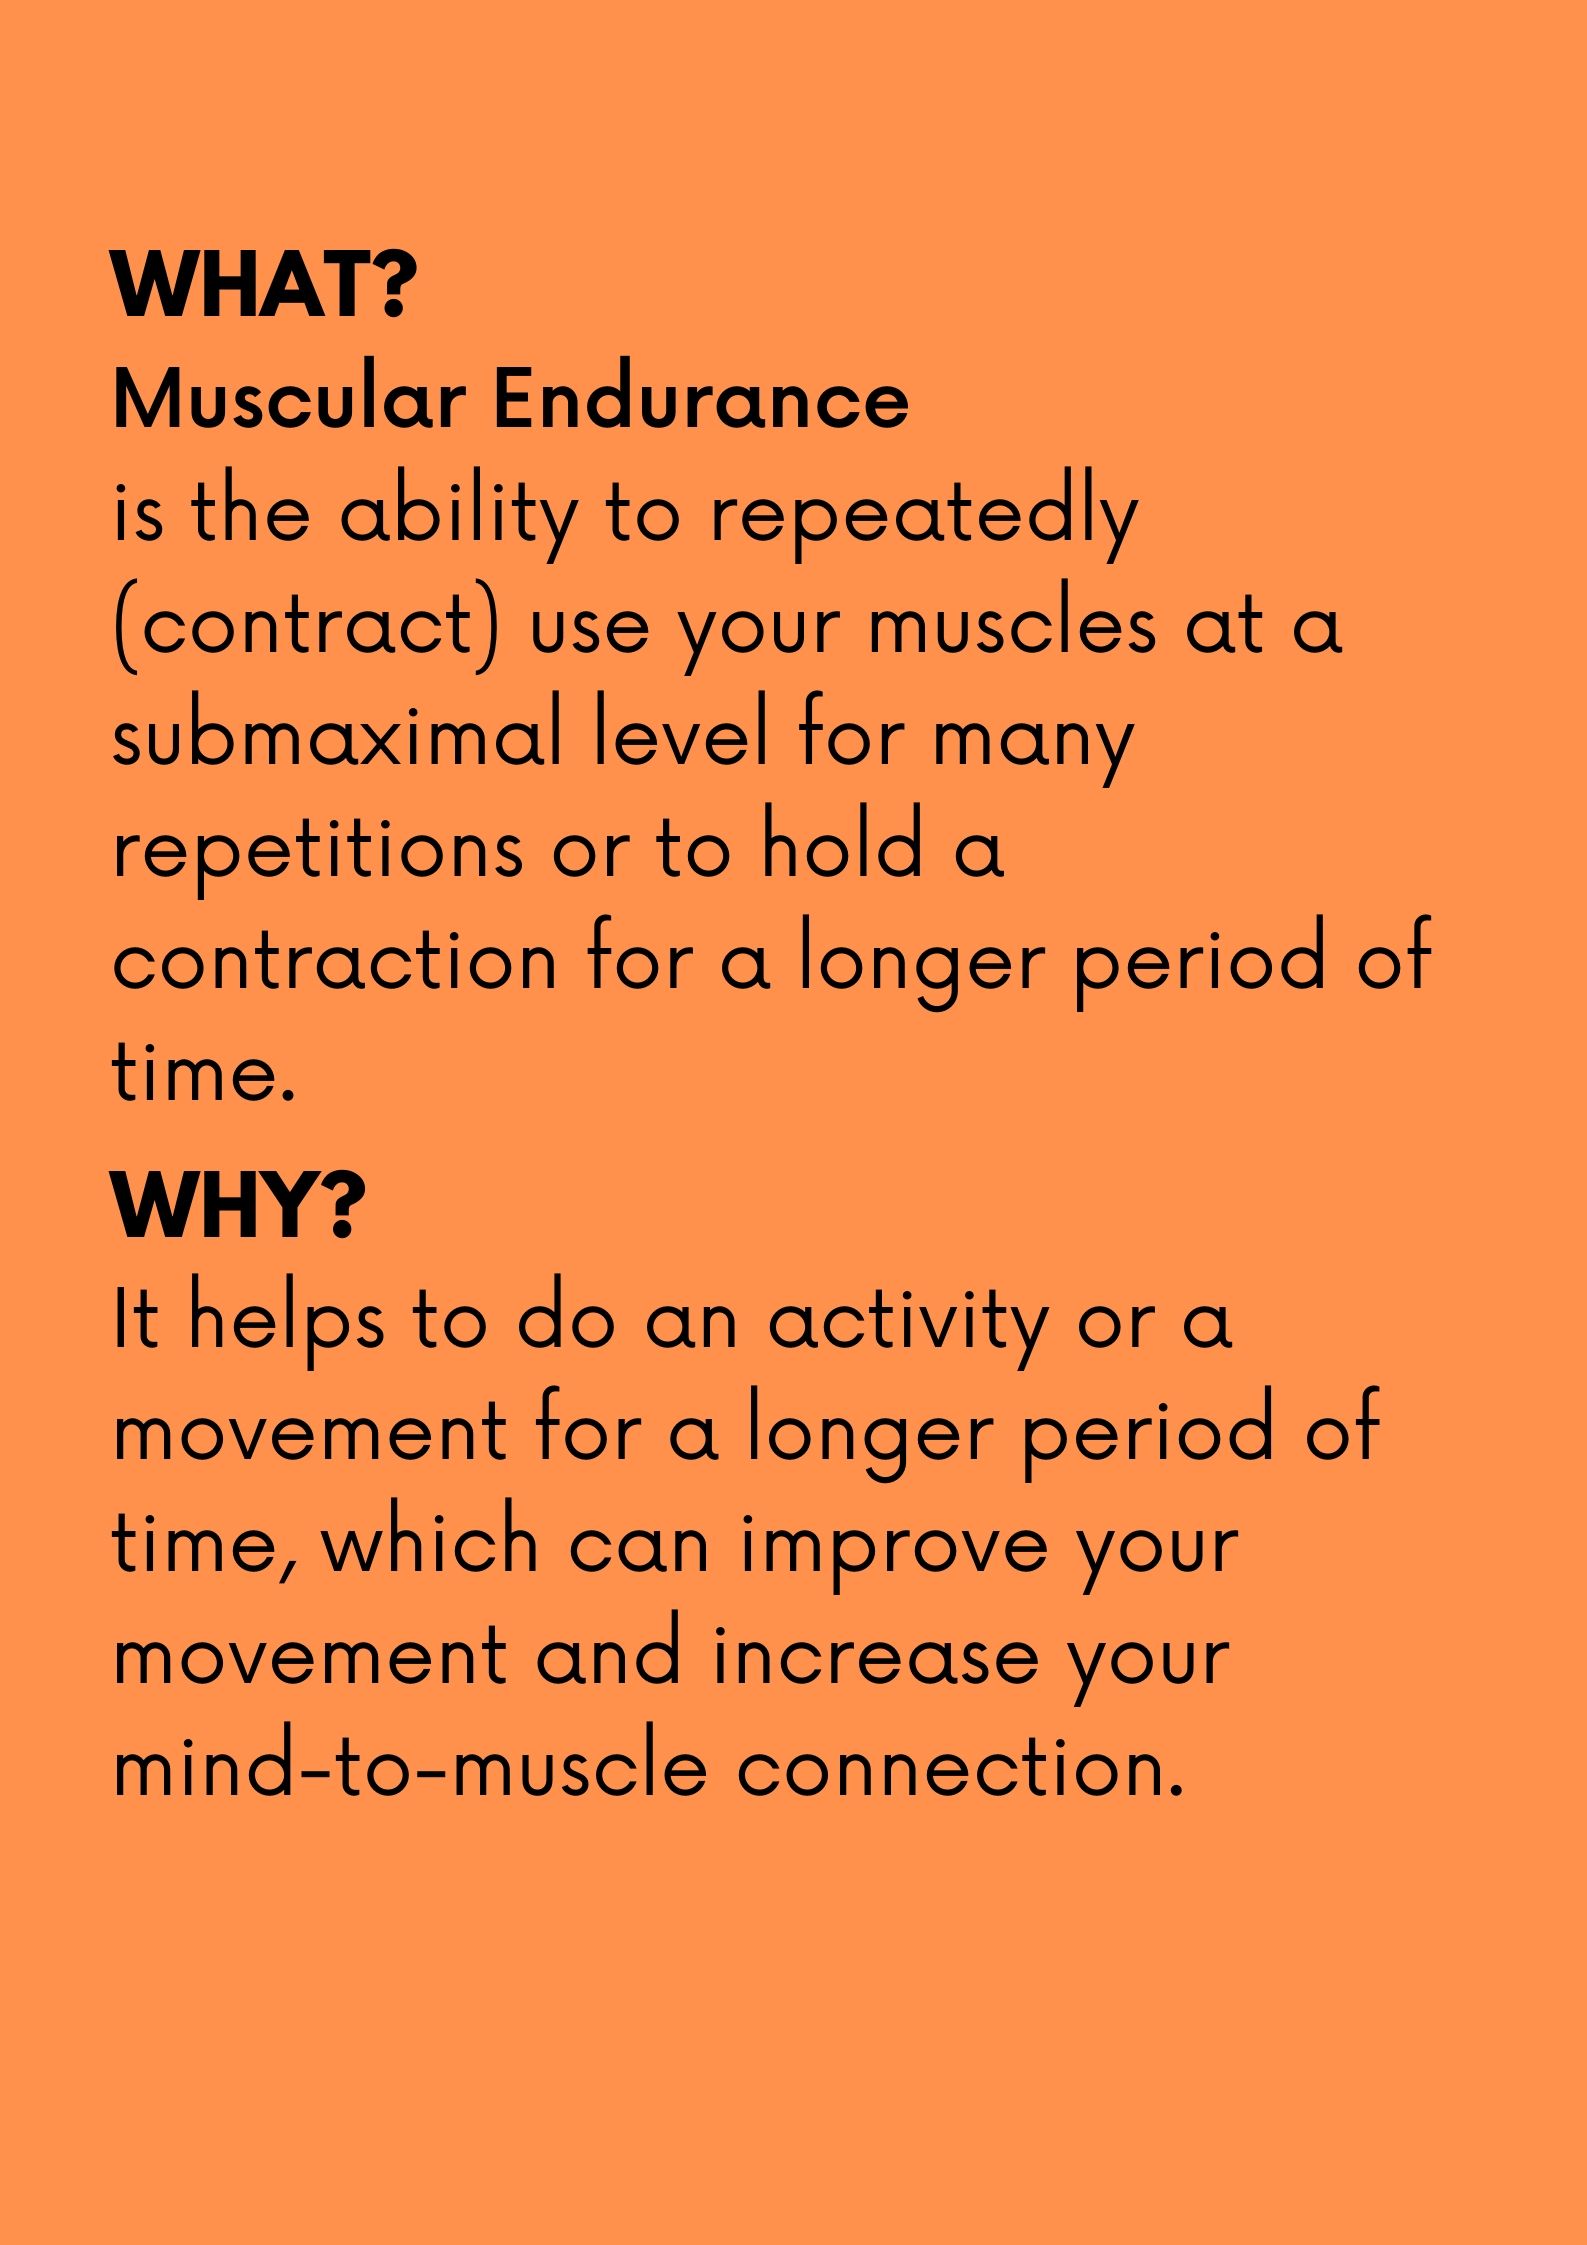 WHAT?
Muscular Endurance
is the ability to repeatedly
(contract) use your muscles at a
submaximal level for many
repetitions or to hold a
contraction for a longer period of
time.
WHY?
It helps to do an activity or a
movement for a longer period of
time, which can improve your
movement and increase your
mind-to-muscle connection.